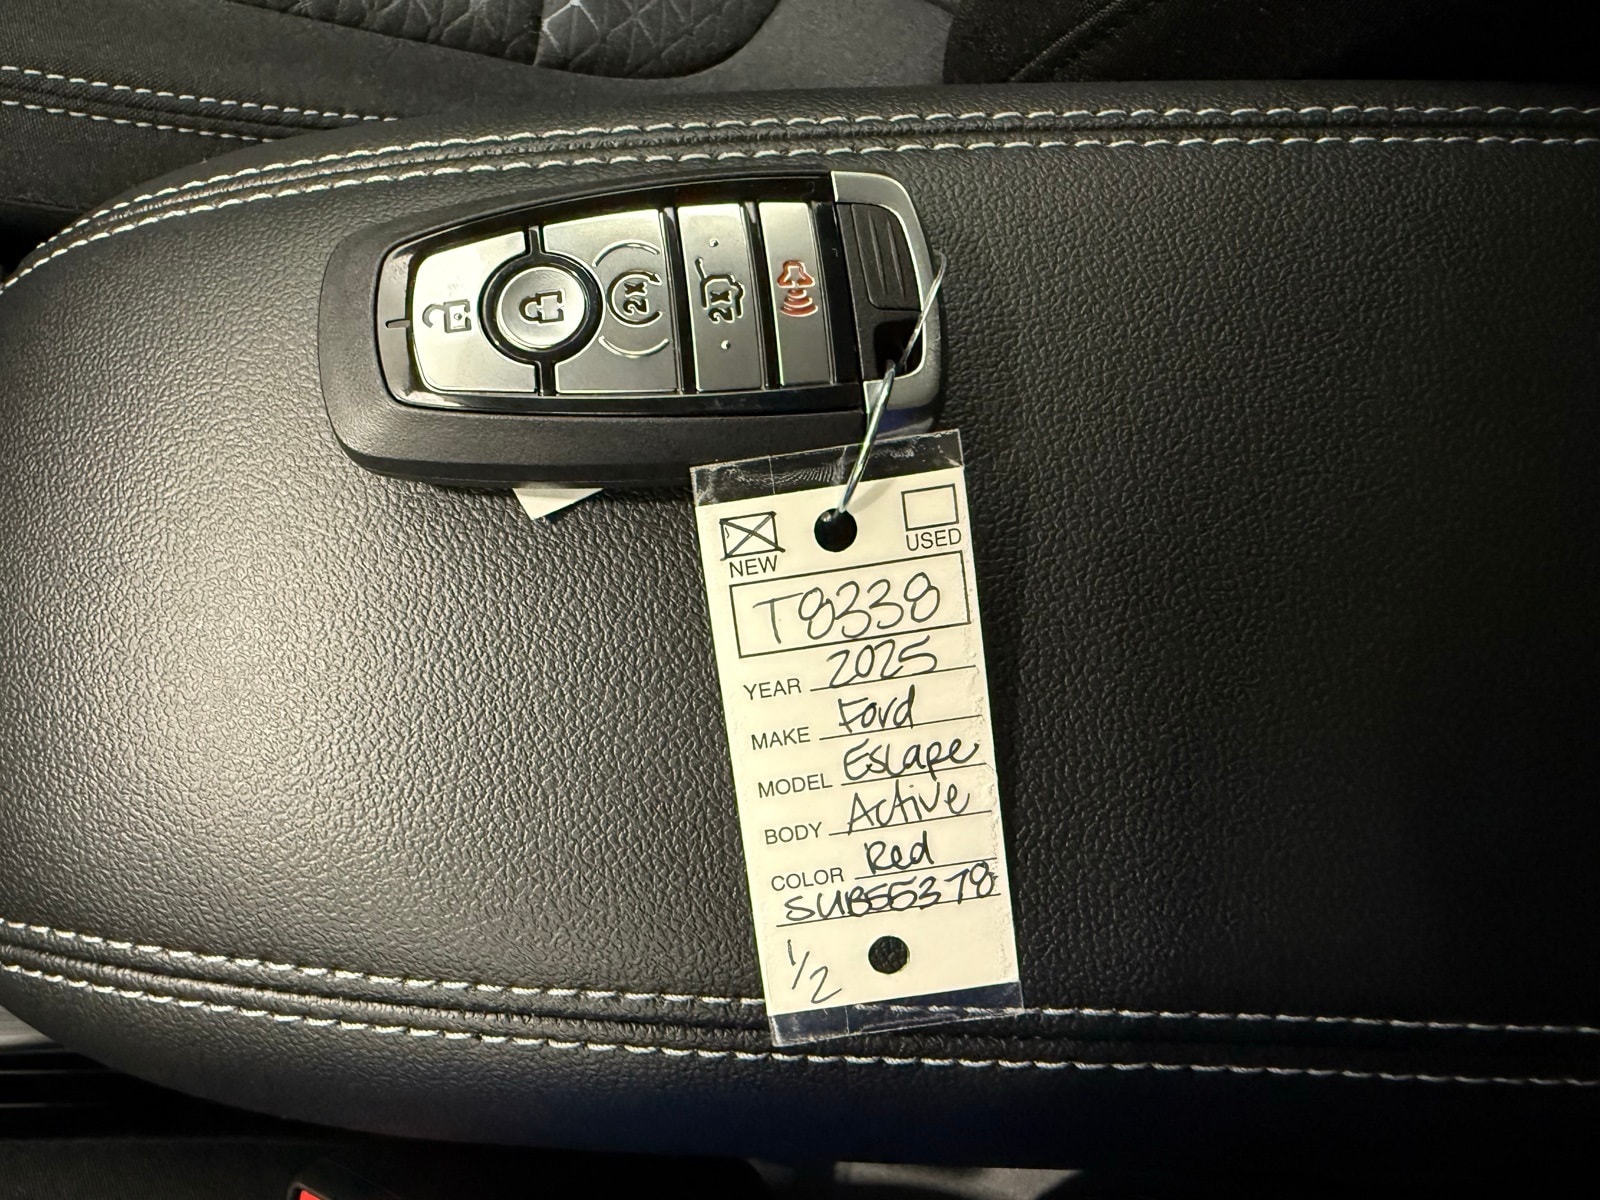 2x
2x
NEW
USED
T8338
YEAR 2025
MAKE Ford
MODEL Escape
BODY Active
COLOR Red
SUB55378
1/2